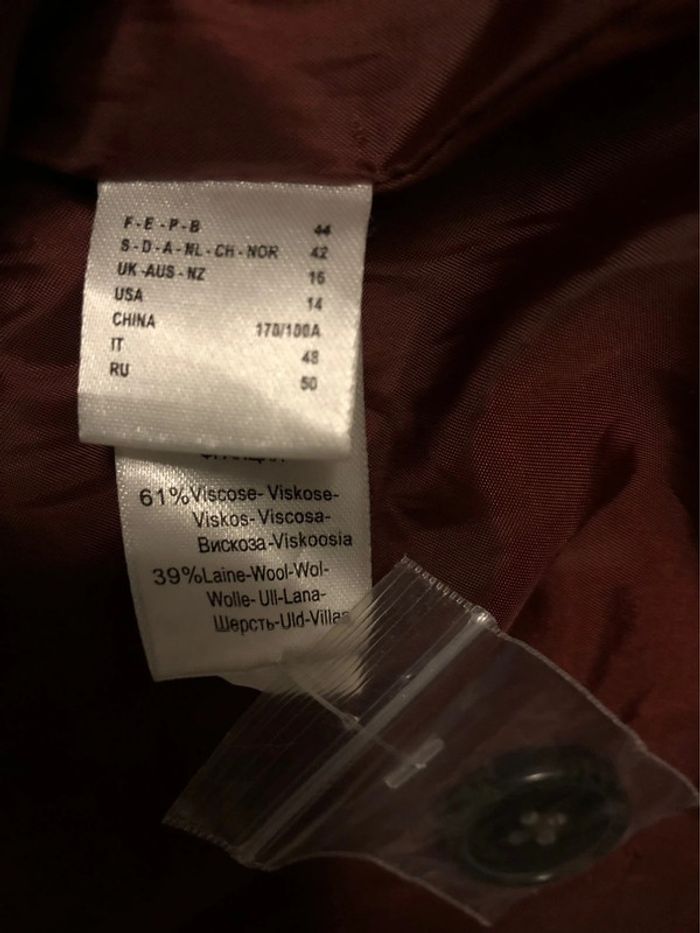 F-E-P-B 44
S-D-A-NL-CH-NOR 42
UK-AUS-NZ 16
USA 14
CHINA 170/100A
IT 48
RU 50
61%Viscose-Viskose-
Viskos-Viscosa-
Вискоза-Viskoosia
39%Laine-Wool-Wol-
Wolle-Ull-Lana-
Шерсть-Uld-Villaa